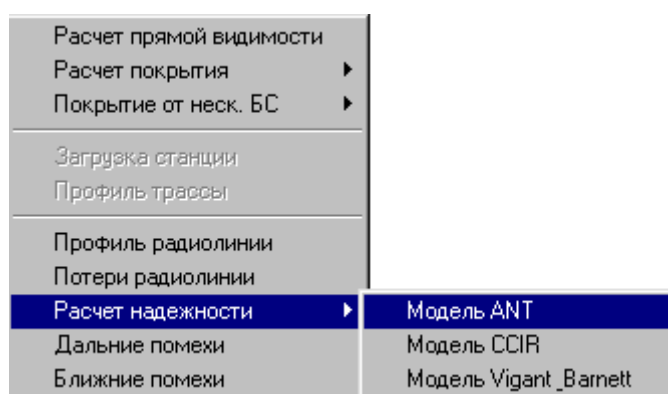 Расчет прямой видимости
Расчет покрытия
Покрытие от неск. БС
Загрузка станции
Профиль трассы
Профиль радиолинии
Потери радиолинии
Расчет надежности
Модель ANT
Дальние помехи
Модель CCIR
Ближние помехи
Модель Vigant_Barnett